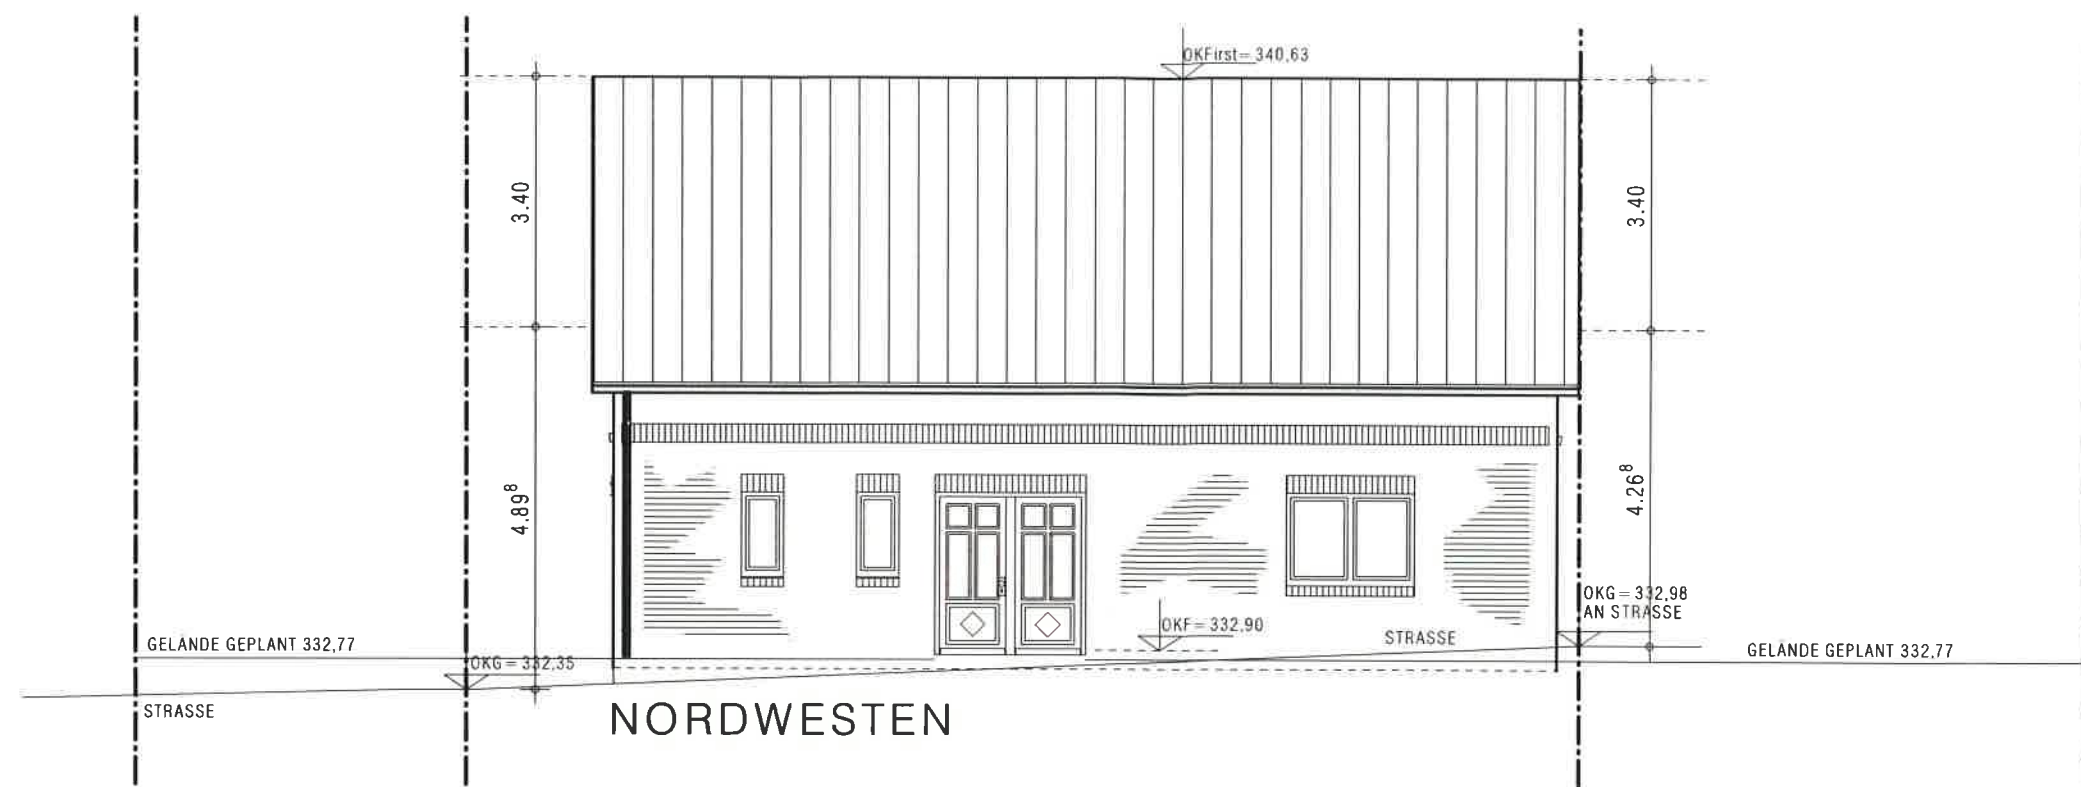 OKFirst=340,63
3.40
3.40
4.89⁸
4.26⁸
OKG=332,98
AN STRASSE
OKF=332,90
STRASSE
GELÄNDE GEPLANT 332,77
OKG=332,35
GELÄNDE GEPLANT 332,77
STRASSE
NORDWESTEN